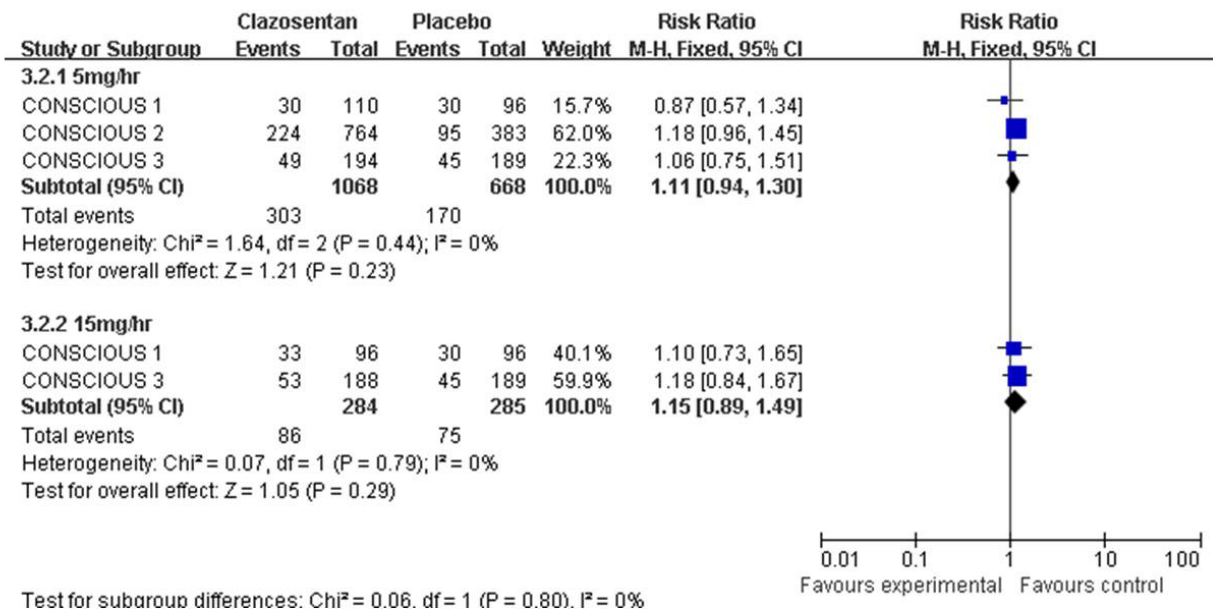 Clazosentan Placebo Risk Ratio Risk Ratio
Study or Subgroup Events Total Events Total Weight M-H, Fixed, 95% CI M-H, Fixed, 95% CI
3.2.1 5mg/hr
CONSCIOUS 1 30 110 30 96 15.7% 0.87 [0.57, 1.34]
CONSCIOUS 2 224 764 95 383 62.0% 1.18 [0.96, 1.45]
CONSCIOUS 3 49 194 45 189 22.3% 1.06 [0.75, 1.51]
Subtotal (95% CI) 1068 668 100.0% 1.11 [0.94, 1.30]
Total events 303 170
Heterogeneity: Chi² = 1.64, df = 2 (P = 0.44); I² = 0%
Test for overall effect: Z = 1.21 (P = 0.23)
3.2.2 15mg/hr
CONSCIOUS 1 33 96 30 96 40.1% 1.10 [0.73, 1.65]
CONSCIOUS 3 53 188 45 189 59.9% 1.18 [0.84, 1.67]
Subtotal (95% CI) 284 285 100.0% 1.15 [0.89, 1.49]
Total events 86 75
Heterogeneity: Chi² = 0.07, df = 1 (P = 0.79); I² = 0%
Test for overall effect: Z = 1.05 (P = 0.29)
0.01 0.1 1 10 100
Favours experimental Favours control
Test for subgroup differences: Chi² = 0.06, df = 1 (P = 0.80), I² = 0%